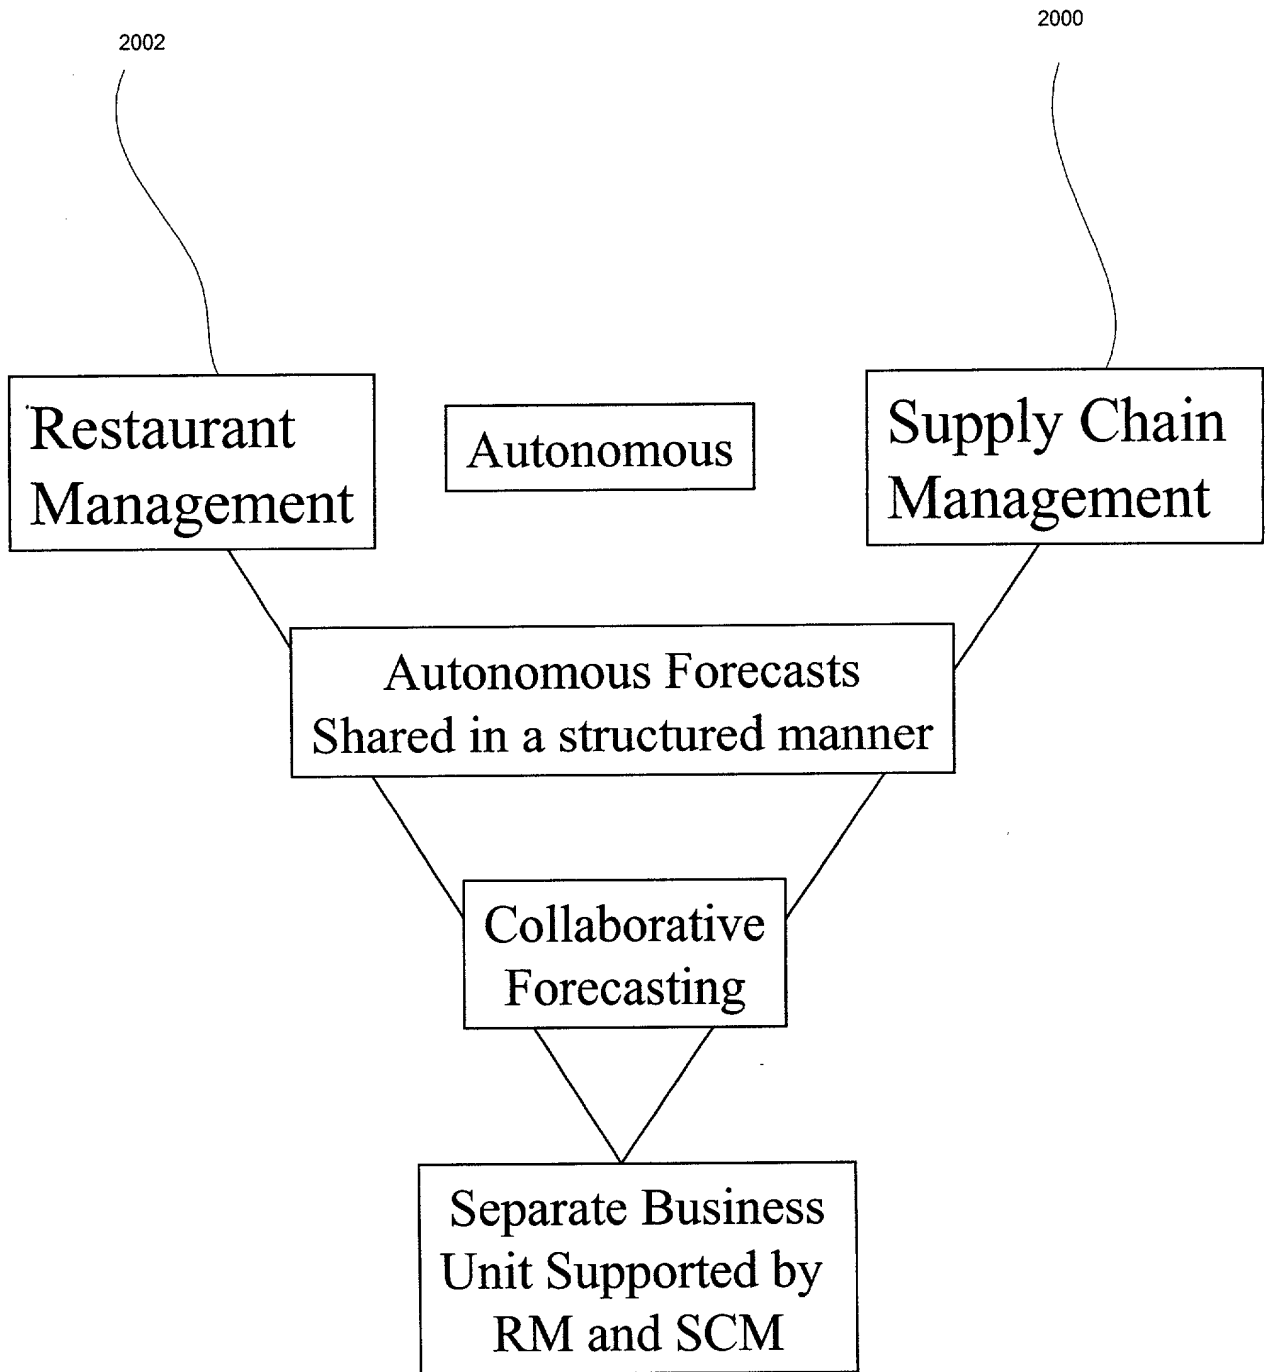 2002
2000
Restaurant
Management
Autonomous
Supply Chain
Management
Autonomous Forecasts
Shared in a structured manner
Collaborative
Forecasting
Separate Business
Unit Supported by
RM and SCM